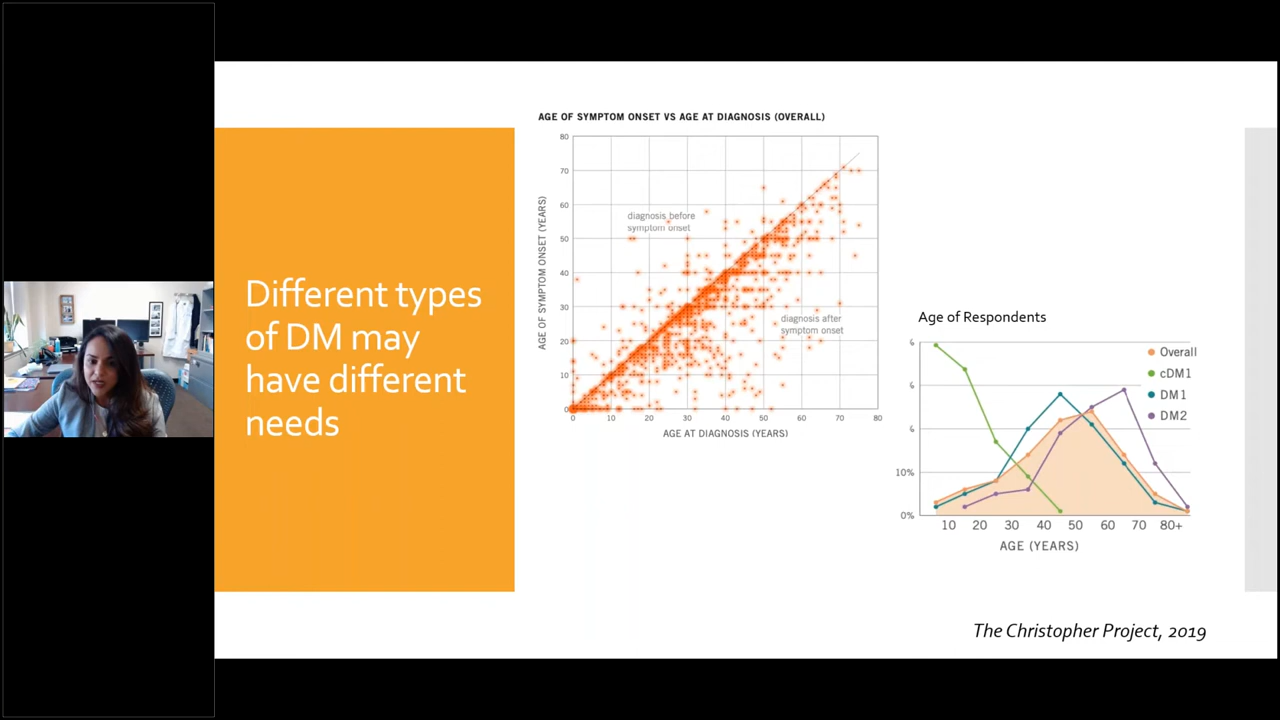 Different types
of DM may
have different
needs
AGE OF SYMPTOM ONSET VS AGE AT DIAGNOSIS (OVERALL)
AGE OF SYMPTOM ONSET (YEARS)
80
70
60
50
40
30
20
10
0
diagnosis before
symptom onset
diagnosis after
symptom onset
0 10 20 30 40 50 60 70 80
AGE AT DIAGNOSIS (YEARS)
Age of Respondents
%
%
%
10%
0%
Overall
cDM1
DM1
DM2
10 20 30 40 50 60 70 80+
AGE (YEARS)
The Christopher Project, 2019